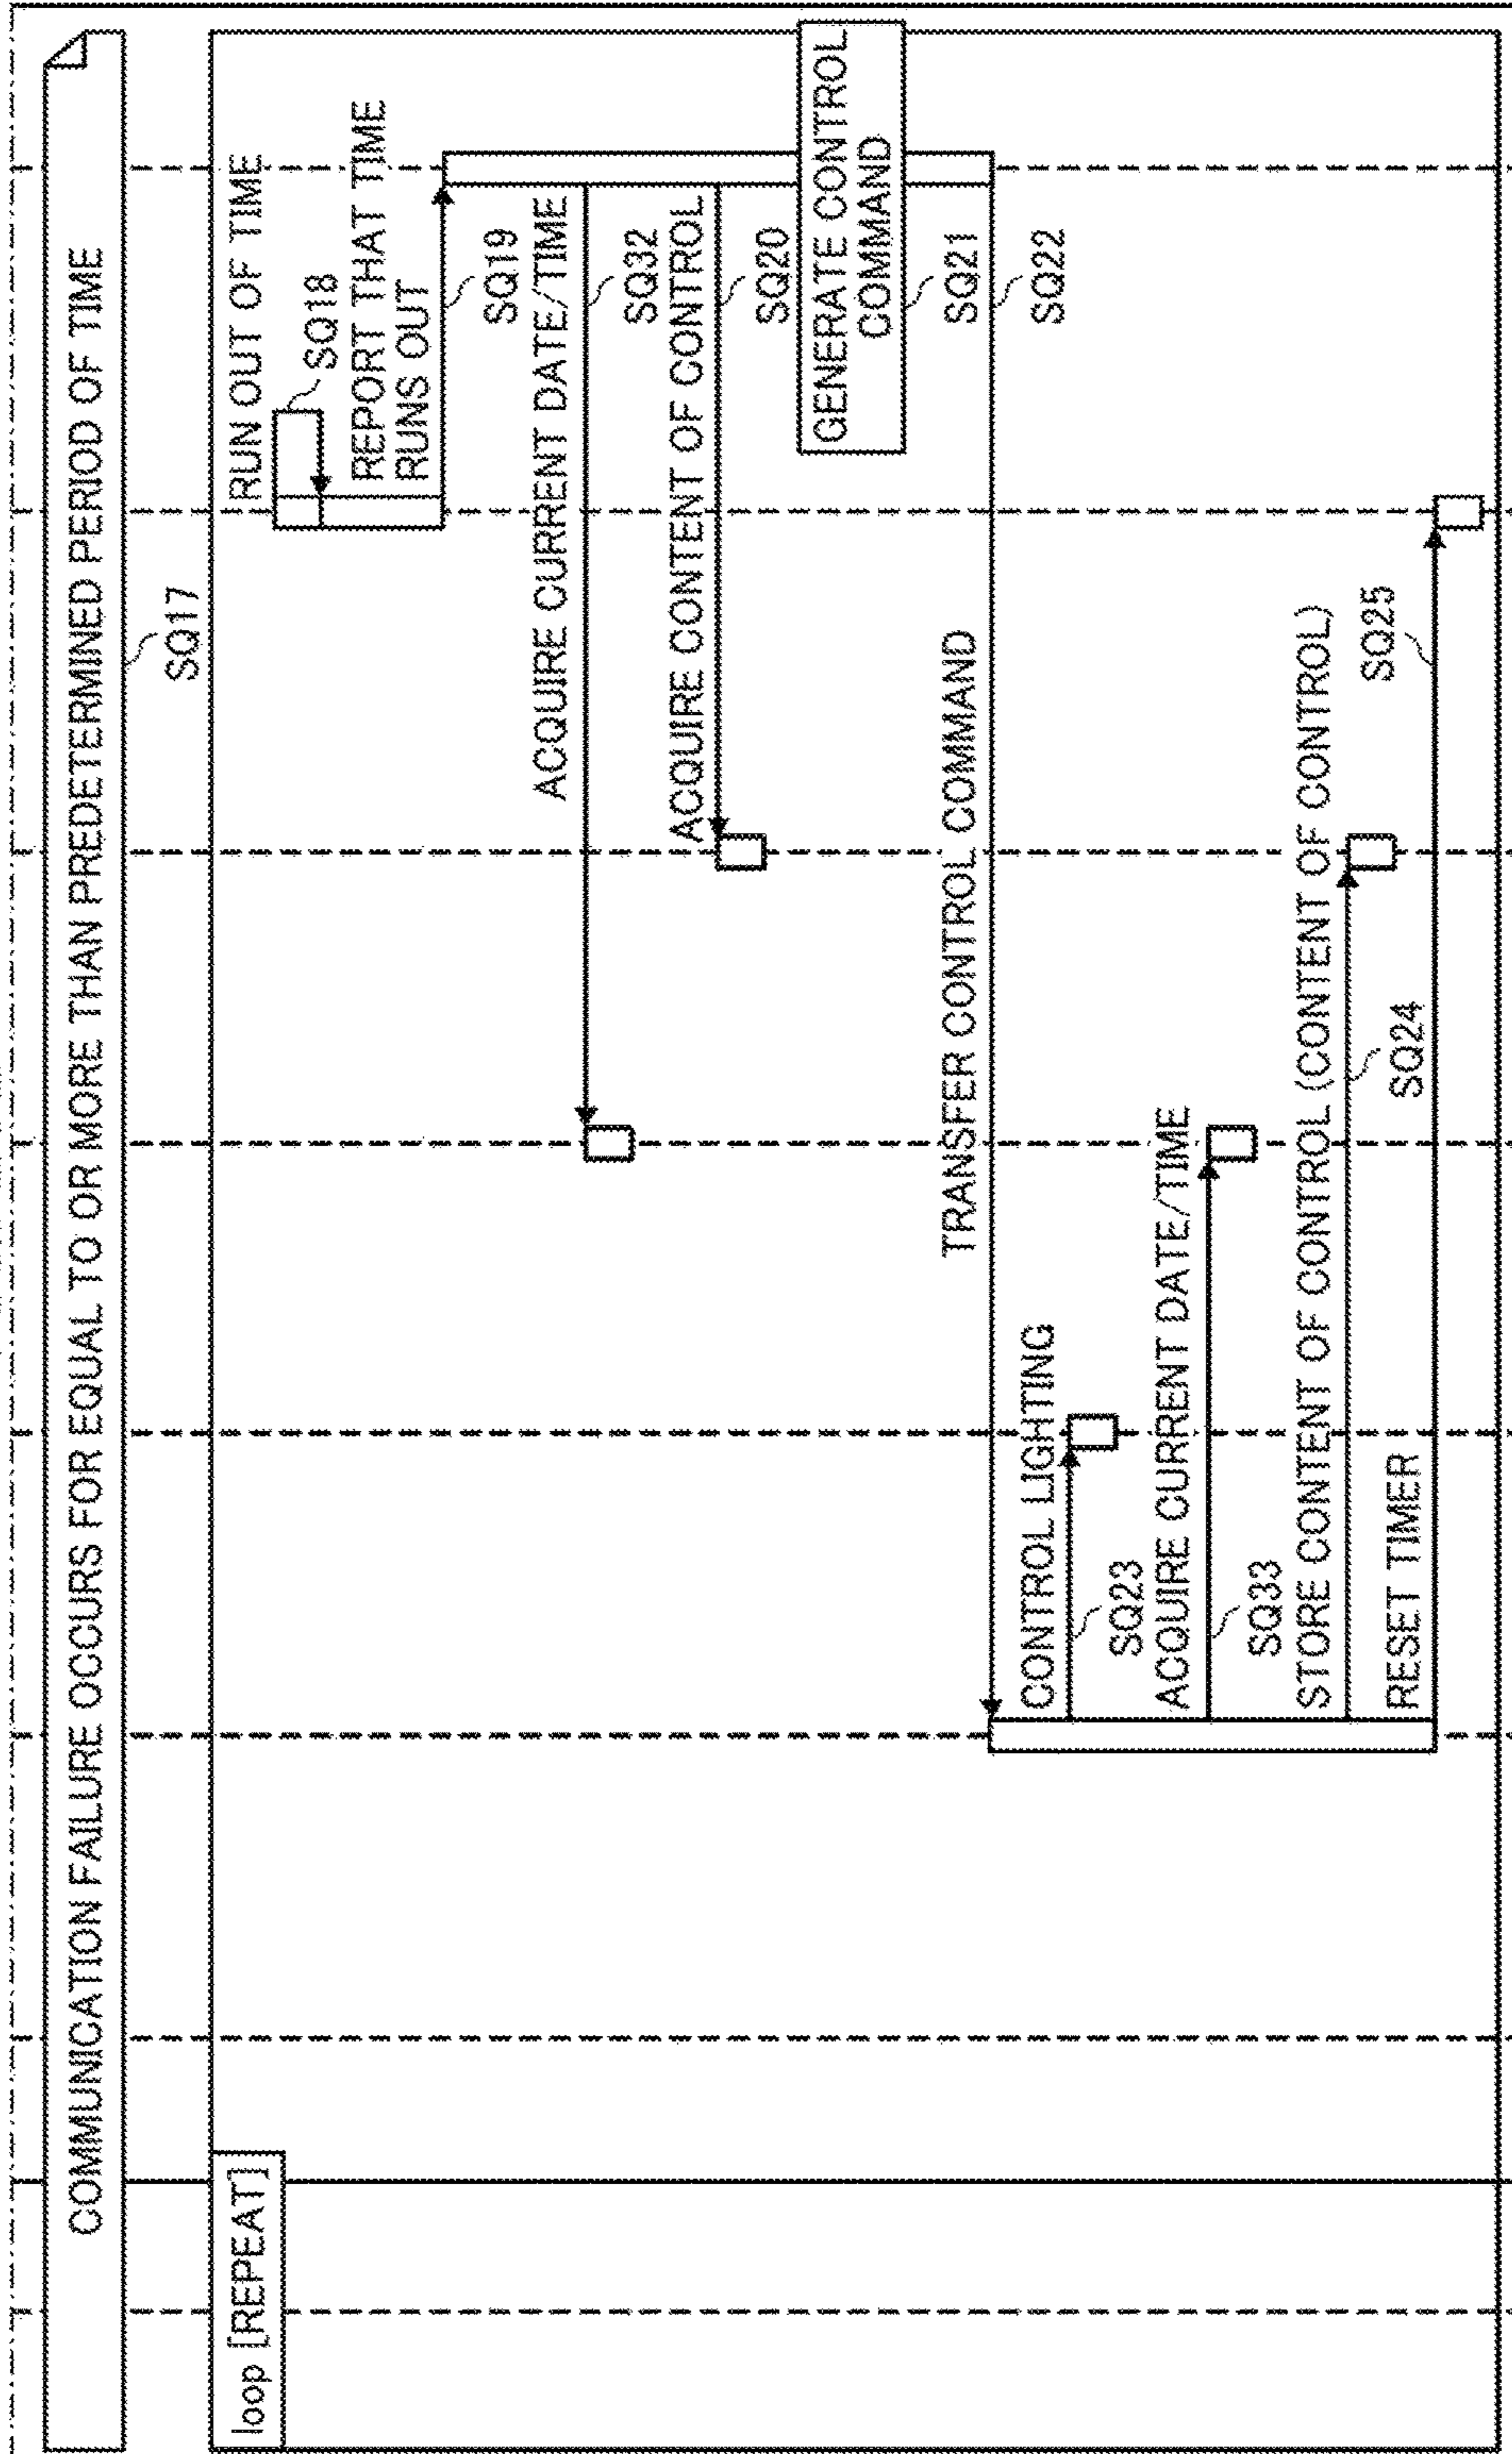 COMMUNICATION FAILURE OCCURS FOR EQUAL TO OR MORE THAN PREDETERMINED PERIOD OF TIME
SQ17
loop [REPEAT]
RUN OUT OF TIME
SQ18
REPORT THAT TIME
RUNS OUT
SQ19
ACQUIRE CURRENT DATE/TIME
SQ32
ACQUIRE CONTENT OF CONTROL
SQ20
GENERATE CONTROL
COMMAND
SQ21
TRANSFER CONTROL COMMAND
SQ22
CONTROL LIGHTING
SQ23
ACQUIRE CURRENT DATE/TIME
SQ33
STORE CONTENT OF CONTROL (CONTENT OF CONTROL)
SQ24
RESET TIMER
SQ25